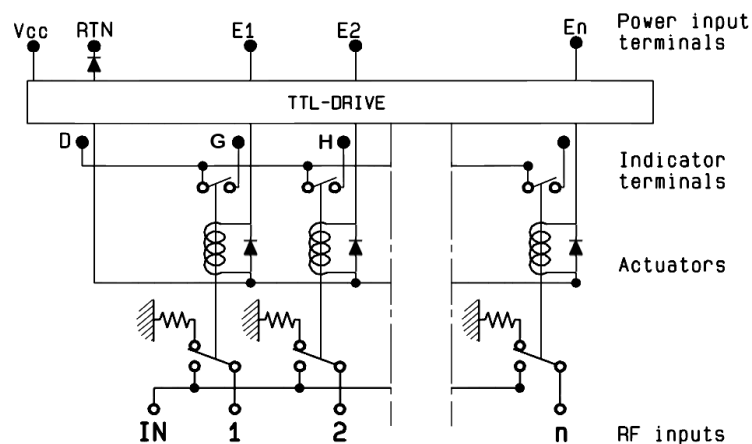 Vcc RTN E1 E2 En Power input
terminals
TTL-DRIVE
D G H
Indicator
terminals
Actuators
IN 1 2 n RF inputs